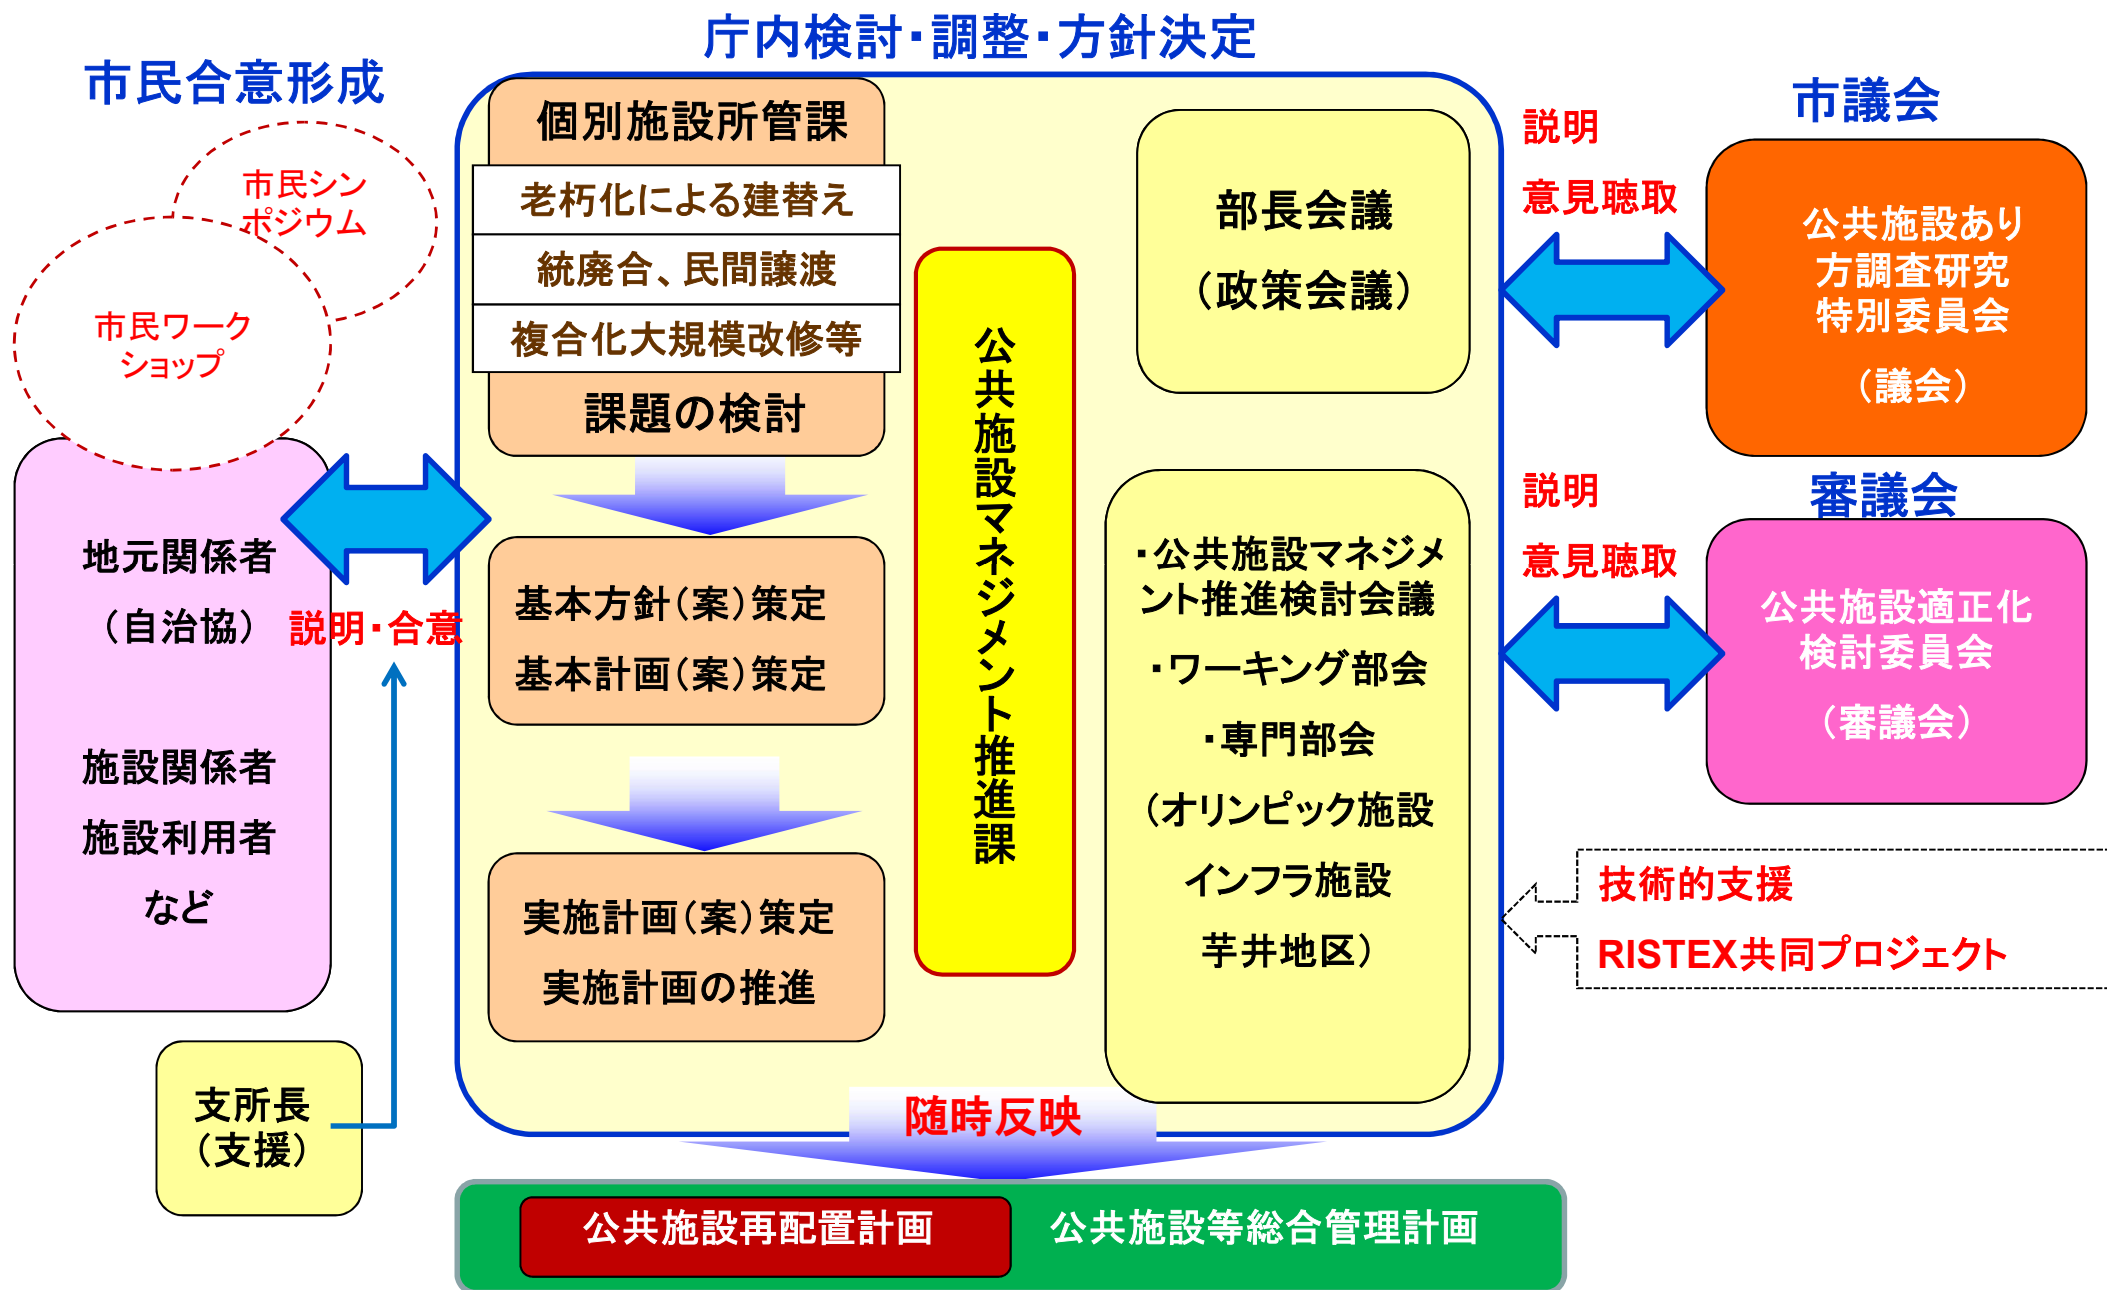 庁内検討・調整・方針決定
市民合意形成
市民シン
ポジウム
市民ワーク
ショップ
地元関係者
（自治協）
施設関係者
施設利用者
など
説明・合意
支所長
（支援）
個別施設所管課
老朽化による建替え
統廃合、民間譲渡
複合化大規模改修等
課題の検討
基本方針（案）策定
基本計画（案）策定
実施計画（案）策定
実施計画の推進
公共施設マネジメント推進課
部長会議
（政策会議）
・公共施設マネジメ
ント推進検討会議
・ワーキング部会
・専門部会
（オリンピック施設
インフラ施設
芋井地区）
市議会
説明
意見聴取
公共施設あり
方調査研究
特別委員会
（議会）
審議会
説明
意見聴取
公共施設適正化
検討委員会
（審議会）
技術的支援
RISTEX共同プロジェクト
随時反映
公共施設再配置計画
公共施設等総合管理計画